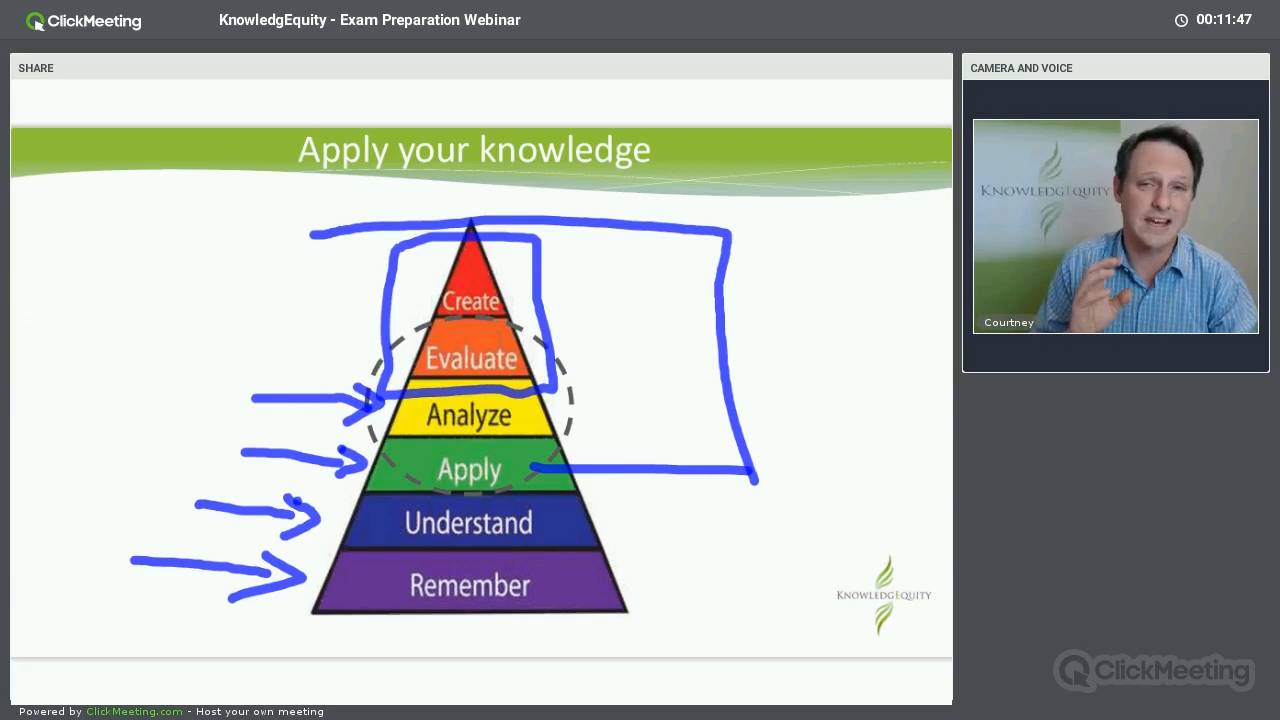 ClickMeeting
KnowledgEquity - Exam Preparation Webinar
00:11:47
SHARE
Apply your knowledge
Create
Evaluate
Analyze
Apply
Understand
Remember
KNOWLEDGEQUITY
CAMERA AND VOICE
KNOWLEDGEQUITY
Courtney
ClickMeeting
Powered by ClickMeeting.com - Host your own meeting